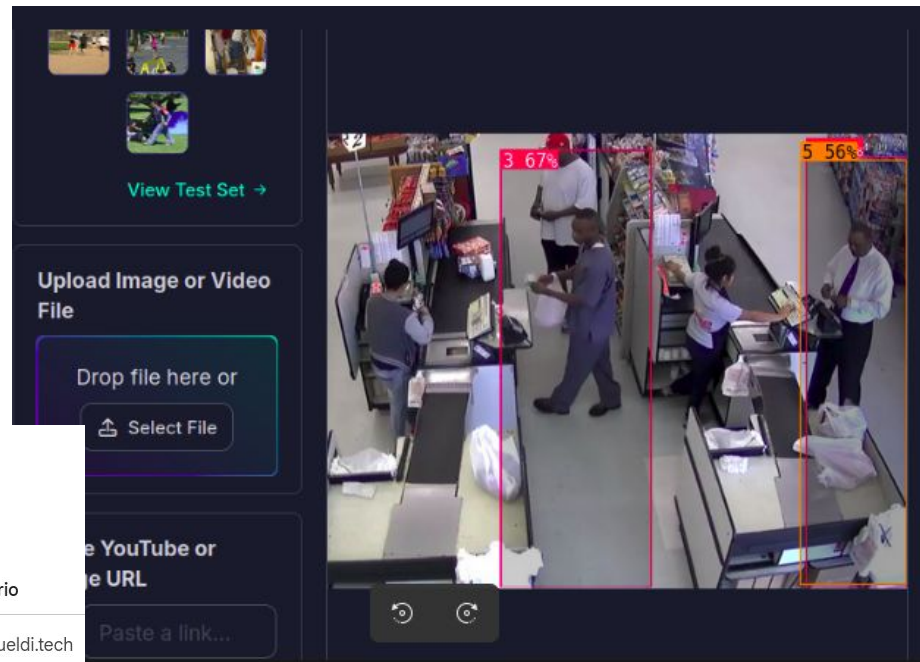 View Test Set →
Upload Image or Video
File
Drop file here or
Select File
e YouTube or
ge URL
Paste a link...
rio
ueldi.tech
3 67%
5 56%